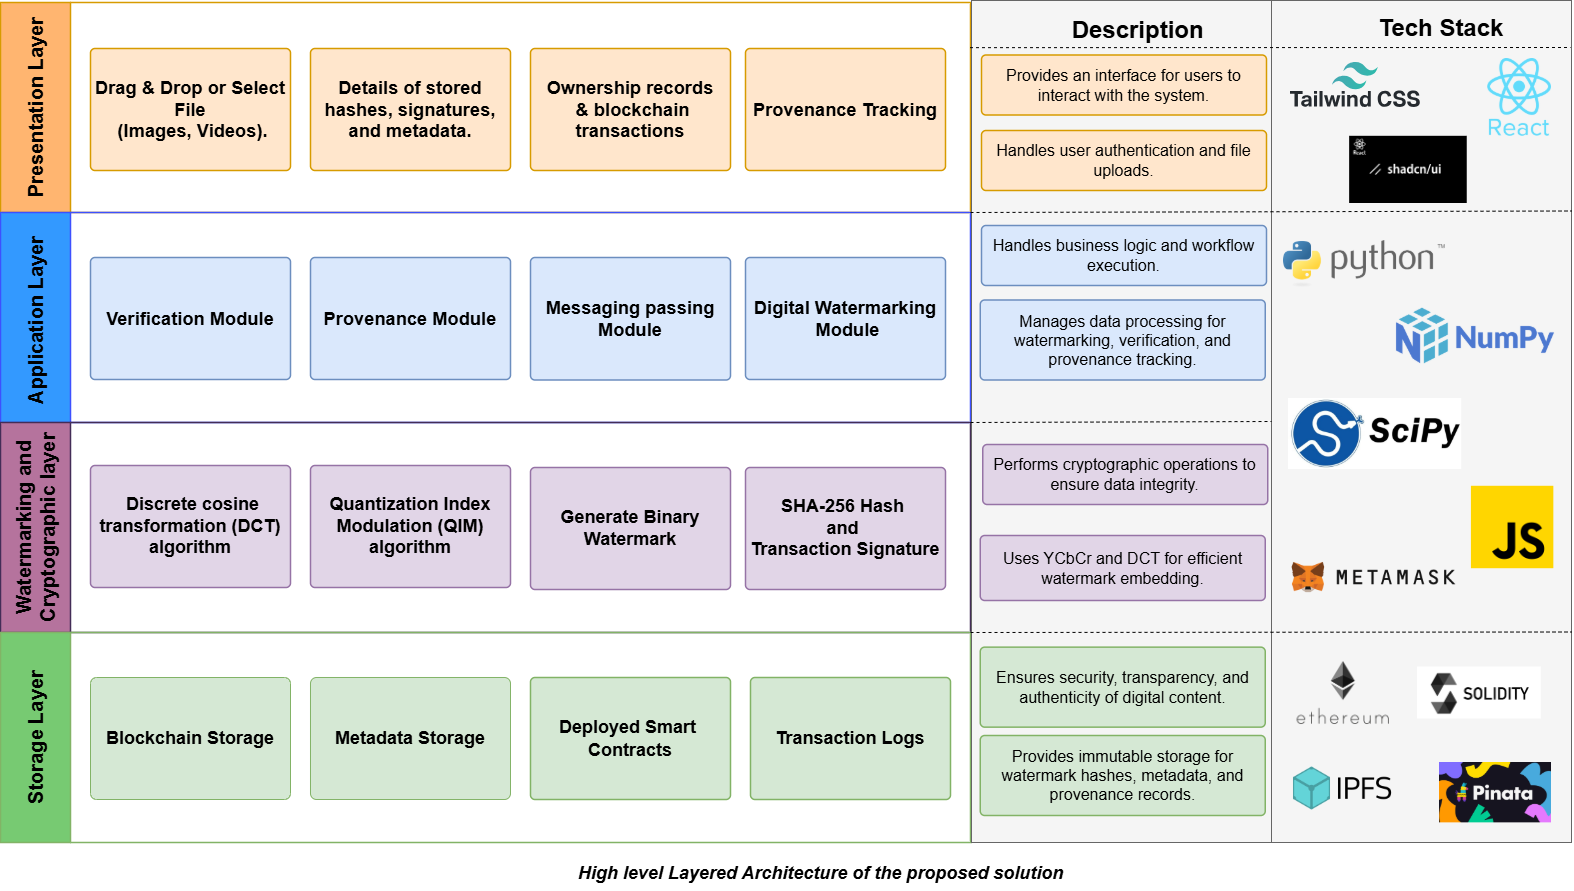 Description
Tech Stack
Presentation Layer
Drag & Drop or Select
File
(Images, Videos).
Details of stored
hashes, signatures,
and metadata.
Ownership records
& blockchain
transactions
Provenance Tracking
Provides an interface for users to
interact with the system.
Handles user authentication and file
uploads.
Tailwind CSS
React
React
shadcn/ui
Application Layer
Verification Module
Provenance Module
Messaging passing
Module
Digital Watermarking
Module
Handles business logic and workflow
execution.
Manages data processing for
watermarking, verification, and
provenance tracking.
python™
NumPy
SciPy
Watermarking and
Cryptographic layer
Discrete cosine
transformation (DCT)
algorithm
Quantization Index
Modulation (QIM)
algorithm
Generate Binary
Watermark
SHA-256 Hash
and
Transaction Signature
Performs cryptographic operations to
ensure data integrity.
Uses YCbCr and DCT for efficient
watermark embedding.
JS
METAMASK
Storage Layer
Blockchain Storage
Metadata Storage
Deployed Smart
Contracts
Transaction Logs
Ensures security, transparency, and
authenticity of digital content.
Provides immutable storage for
watermark hashes, metadata, and
provenance records.
ethereum
SOLIDITY
IPFS
Pinata
High level Layered Architecture of the proposed solution